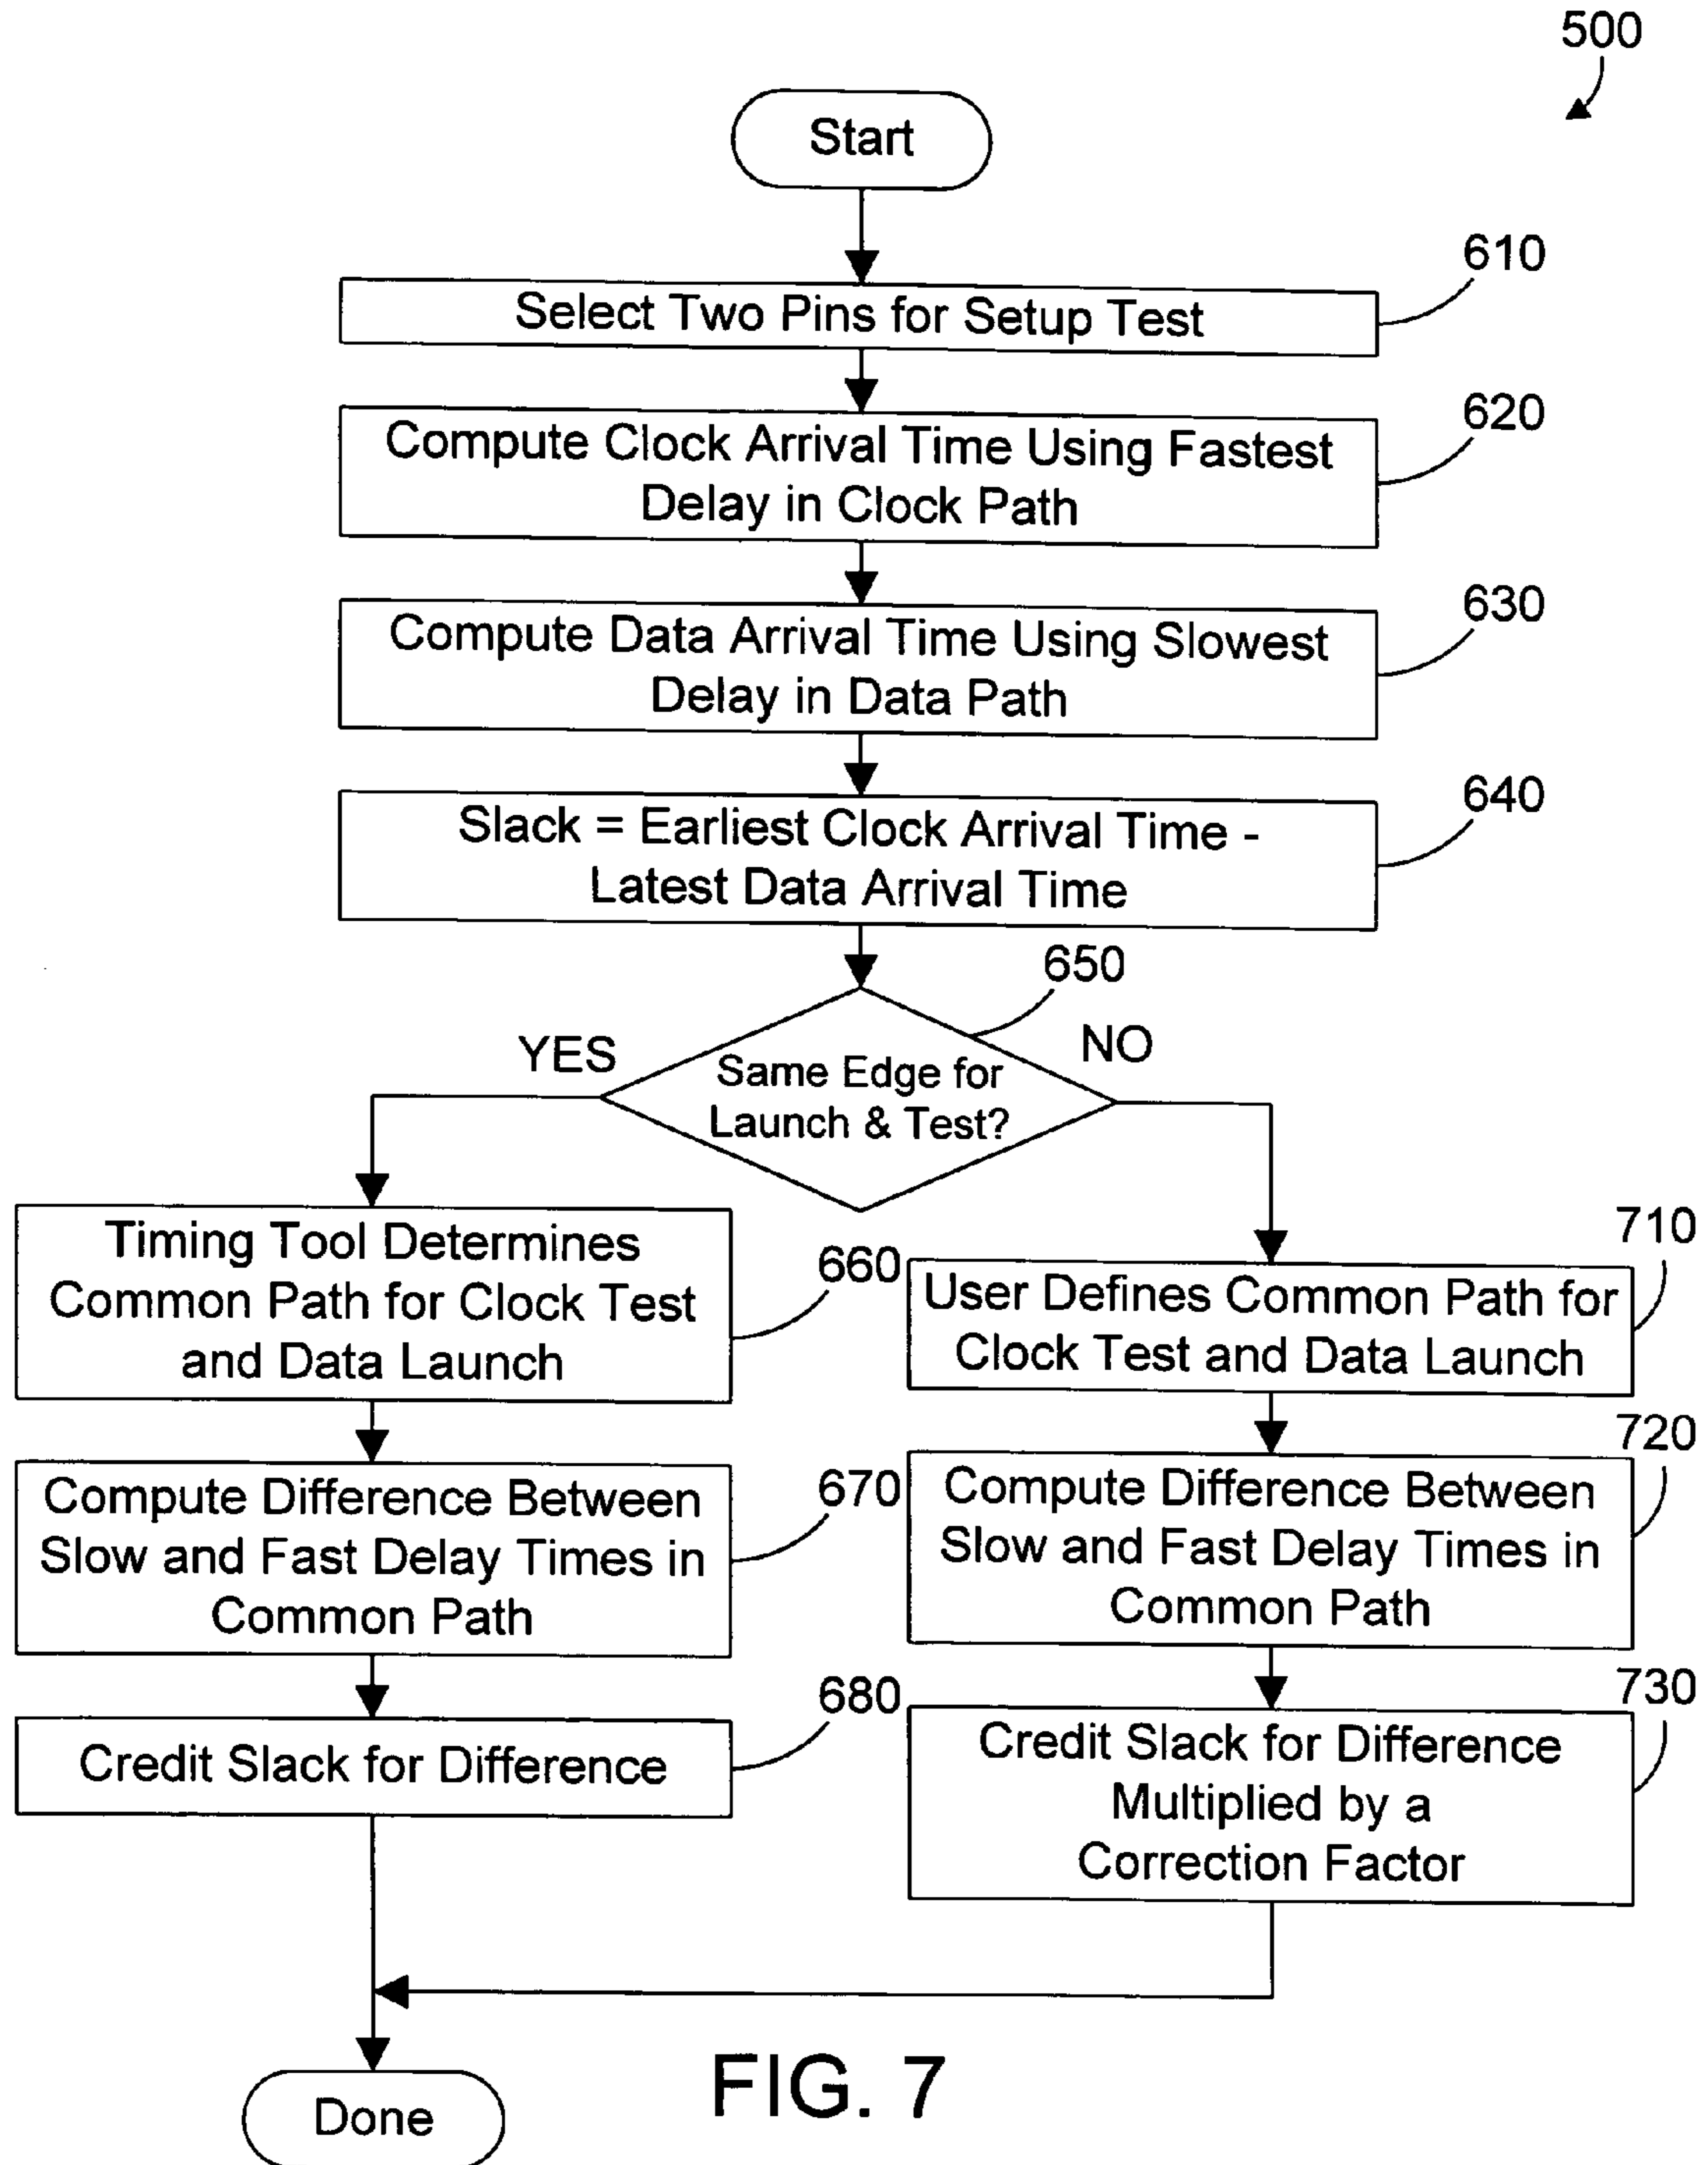 500
Start
610
Select Two Pins for Setup Test
620
Compute Clock Arrival Time Using Fastest
Delay in Clock Path
630
Compute Data Arrival Time Using Slowest
Delay in Data Path
640
Slack = Earliest Clock Arrival Time -
Latest Data Arrival Time
650
YES
NO
Same Edge for
Launch & Test?
660
Timing Tool Determines
Common Path for Clock Test
and Data Launch
710
User Defines Common Path for
Clock Test and Data Launch
670
Compute Difference Between
Slow and Fast Delay Times in
Common Path
720
Compute Difference Between
Slow and Fast Delay Times in
Common Path
680
Credit Slack for Difference
730
Credit Slack for Difference
Multiplied by a
Correction Factor
Done
FIG. 7